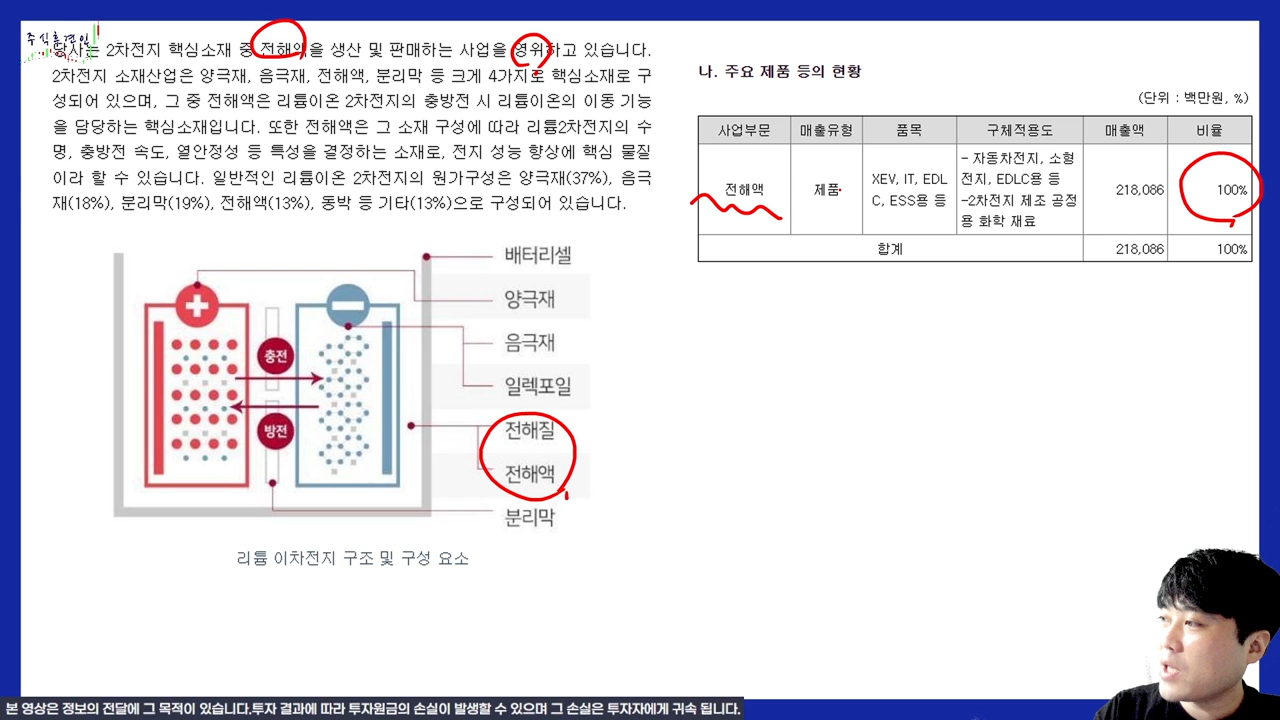 주식훈련인
당사는 2차전지 핵심소재 중 전해액을 생산 및 판매하는 사업을 영위하고 있습니다.
2차전지 소재산업은 양극재, 음극재, 전해액, 분리막 등 크게 4가지로 핵심소재로 구
성되어 있으며, 그 중 전해액은 리튬이온 2차전지의 충방전 시 리튬이온의 이동 기능
을 담당하는 핵심소재입니다. 또한 전해액은 그 소재 구성에 따라 리튬2차전지의 수
명, 충방전 속도, 열안정성 등 특성을 결정하는 소재로, 전지 성능 향상에 핵심 물질
이라 할 수 있습니다. 일반적인 리튬이온 2차전지의 원가구성은 양극재(37%), 음극
재(18%), 분리막(19%), 전해액(13%), 동박 등 기타(13%)으로 구성되어 있습니다.
배터리셀
양극재
음극재
일렉포일
전해질
전해액
분리막
충전
방전
리튬 이차전지 구조 및 구성 요소
나. 주요 제품 등의 현황
(단위 : 백만원, %)
사업부문 매출유형 품목 구체적용도 매출액 비율
전해액 제품 XEV, IT, EDL
C, ESS용 등 - 자동차전지, 소형
전지, EDLC용 등
-2차전지 제조 공정
용 화학 재료 218,086 100%
합계 218,086 100%
본 영상은 정보의 전달에 그 목적이 있습니다.투자 결과에 따라 투자원금의 손실이 발생할 수 있으며 그 손실은 투자자에게 귀속 됩니다.